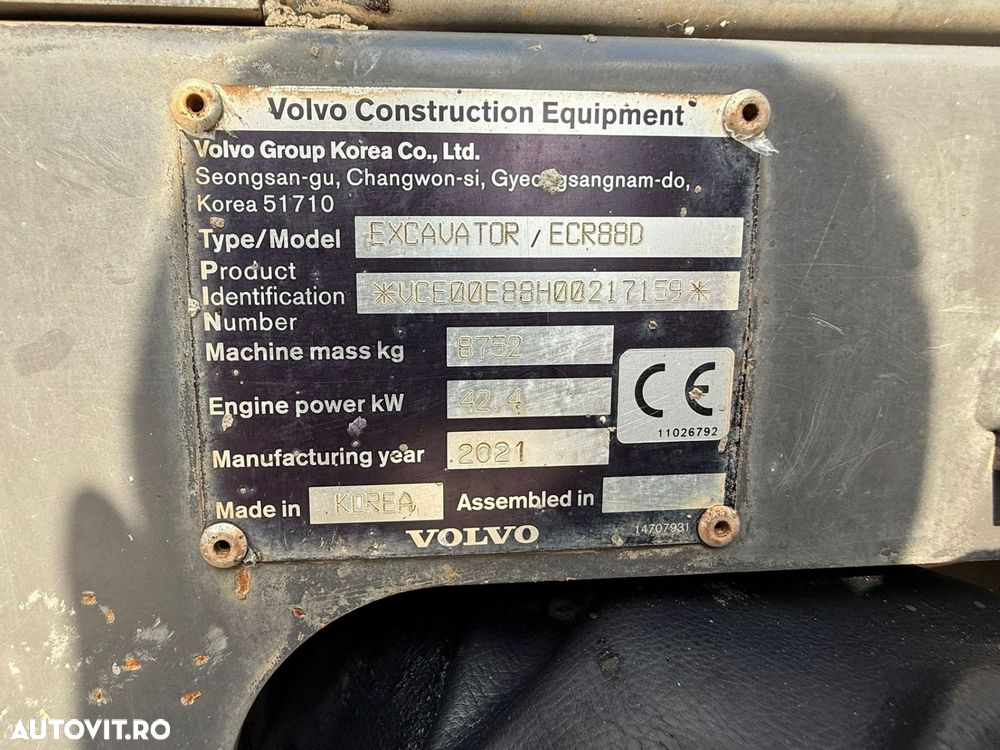 Volvo Construction Equipment
Volvo Group Korea Co., Ltd.
Seongsan-gu, Changwon-si, Gyeongsangnam-do,
Korea 51710
Type/Model EXCAVATOR / ECR88D
Product
Identification *VCE00E88H00217159*
Number
Machine mass kg 8752
Engine power kW 42.4
CE
11026792
Manufacturing year 2021
Made in KOREA Assembled in
VOLVO 14707931
AUTOVIT.RO